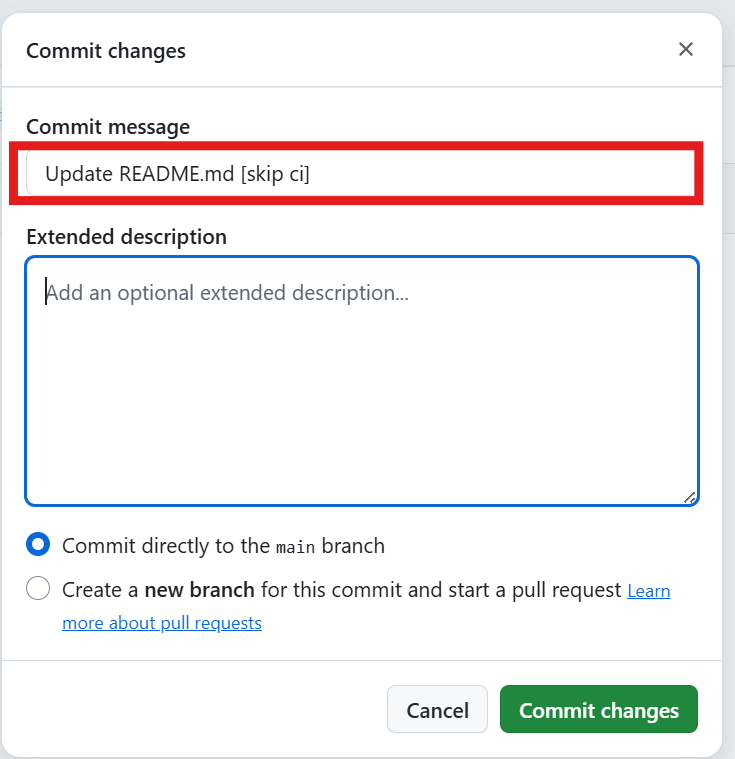 Commit changes
Commit message
Update README.md [skip ci]
Extended description
Add an optional extended description...
Commit directly to the main branch
Create a new branch for this commit and start a pull request Learn
more about pull requests
Cancel
Commit changes